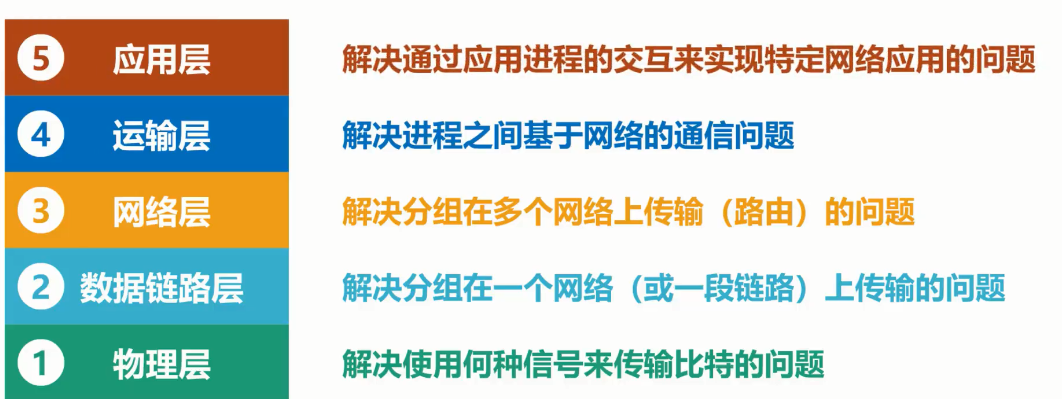 5 应用层 解决通过应用进程的交互来实现特定网络应用的问题
4 运输层 解决进程之间基于网络的通信问题
3 网络层 解决分组在多个网络上传输（路由）的问题
2 数据链路层 解决分组在一个网络（或一段链路）上传输的问题
1 物理层 解决使用何种信号来传输比特的问题